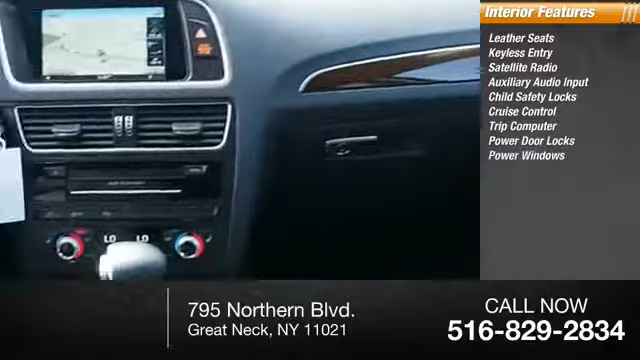 Interior Features
Leather Seats
Keyless Entry
Satellite Radio
Auxiliary Audio Input
Child Safety Locks
Cruise Control
Trip Computer
Power Door Locks
Power Windows
LO LO
795 Northern Blvd.
Great Neck, NY 11021
CALL NOW
516-829-2834